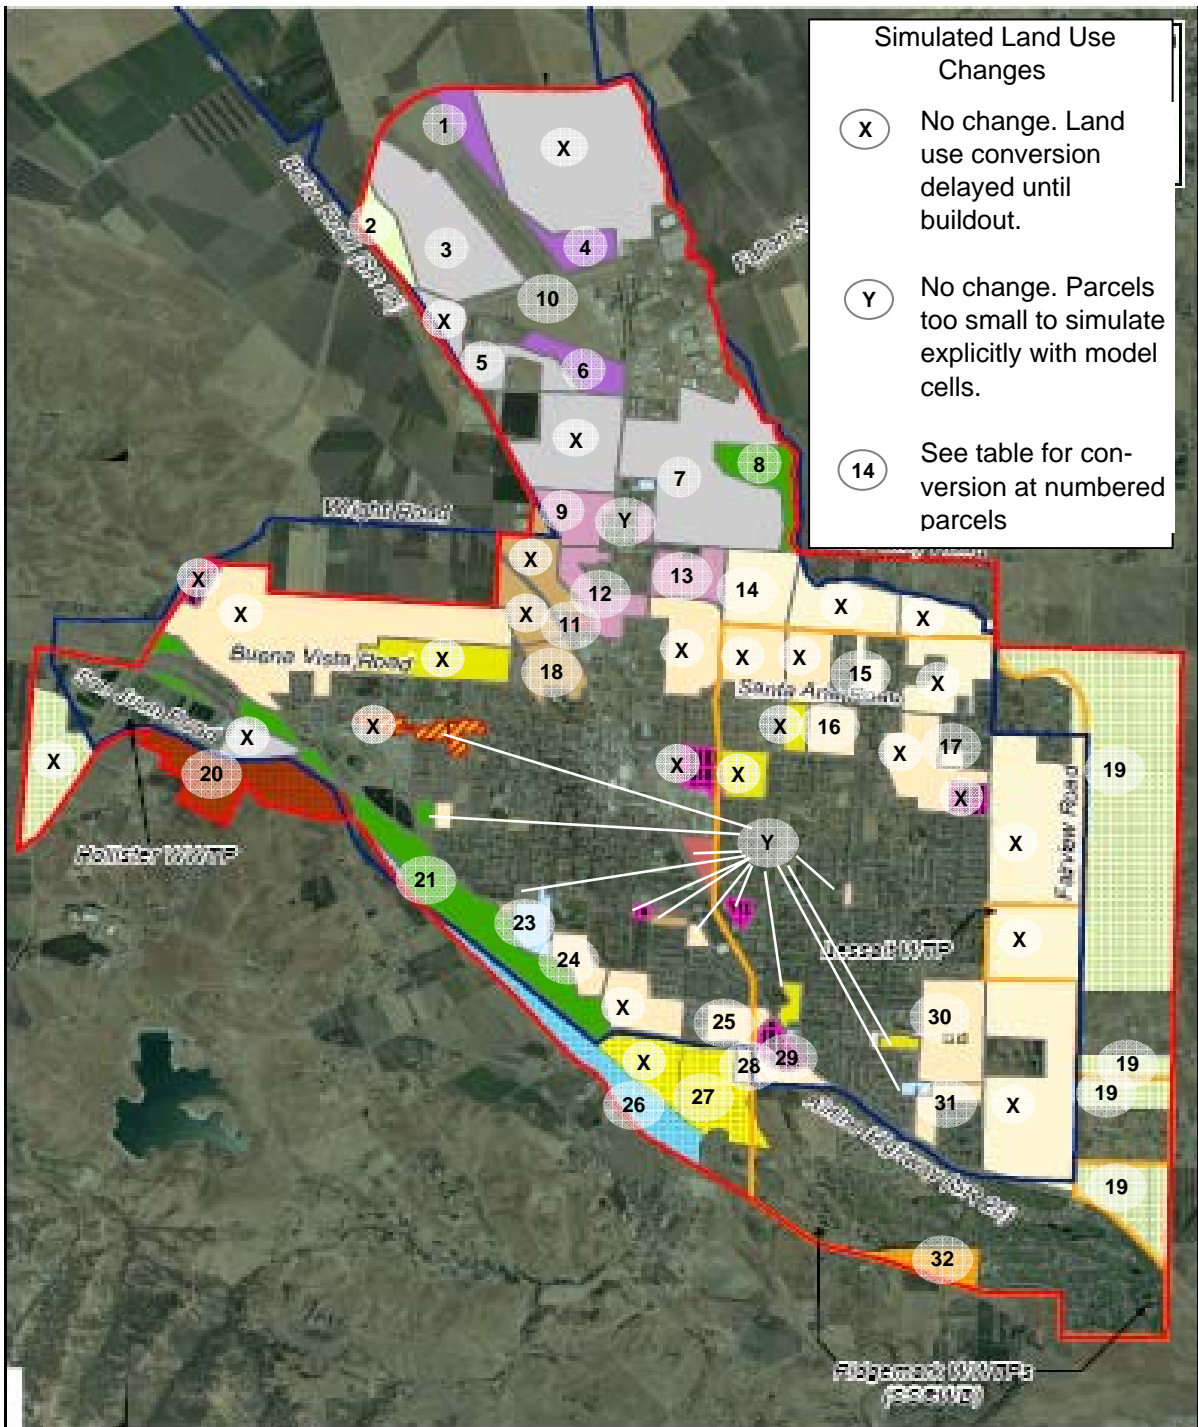 Simulated Land Use
Changes
X
No change. Land
use conversion
delayed until
buildout.
Y
No change. Parcels
too small to simulate
explicitly with model
cells.
14
See table for con-
version at numbered
parcels
1
X
2
3
4
10
X
5
6
X
7
8
Wright Road
9
Y
X
X
12
13
14
X
X
X
11
X
X
X
X
Buena Vista Road
X
18
15
X
Santa Ana Road
X
16
X
17
X
X
X
X
20
X
X
X
19
Hollister WWTP
Y
X
Fairview Road
21
23
Lessalt WTP
X
24
X
25
30
X
28
29
19
26
27
31
X
19
19
32
Ridgemark WWTPs
(SSCWD)